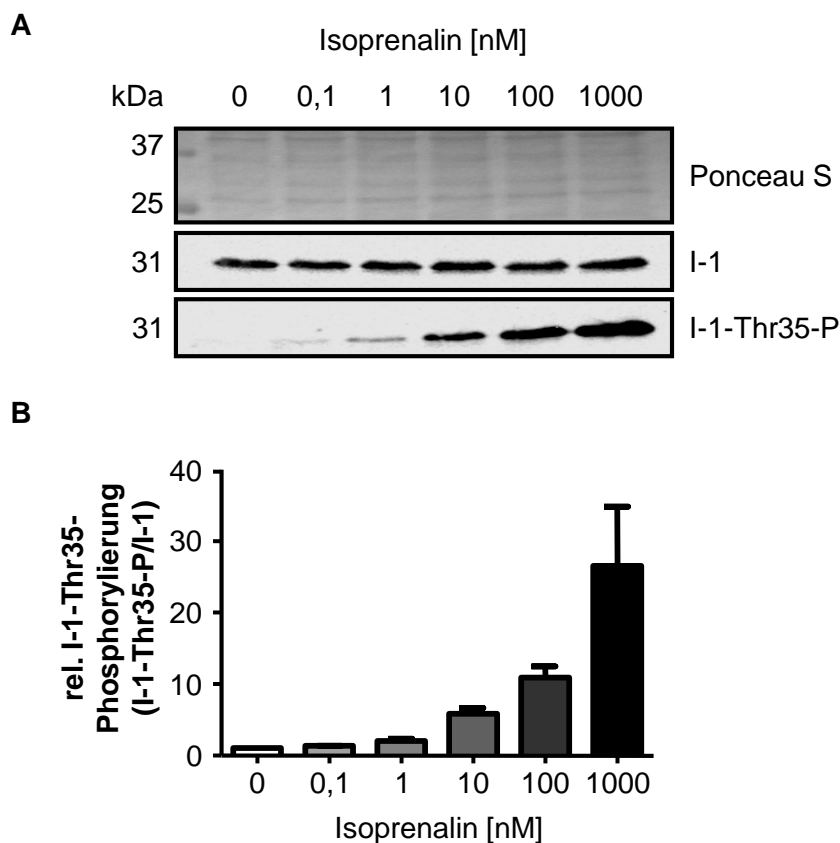 A
Isoprenalin [nM]
kDa 0 0,1 1 10 100 1000
37
25
Ponceau S
31 I-1
31 I-1-Thr35-P
B
rel. I-1-Thr35-
Phosphorylierung
(I-1-Thr35-P/I-1)
40
30
20
10
0
0 0,1 1 10 100 1000
Isoprenalin [nM]